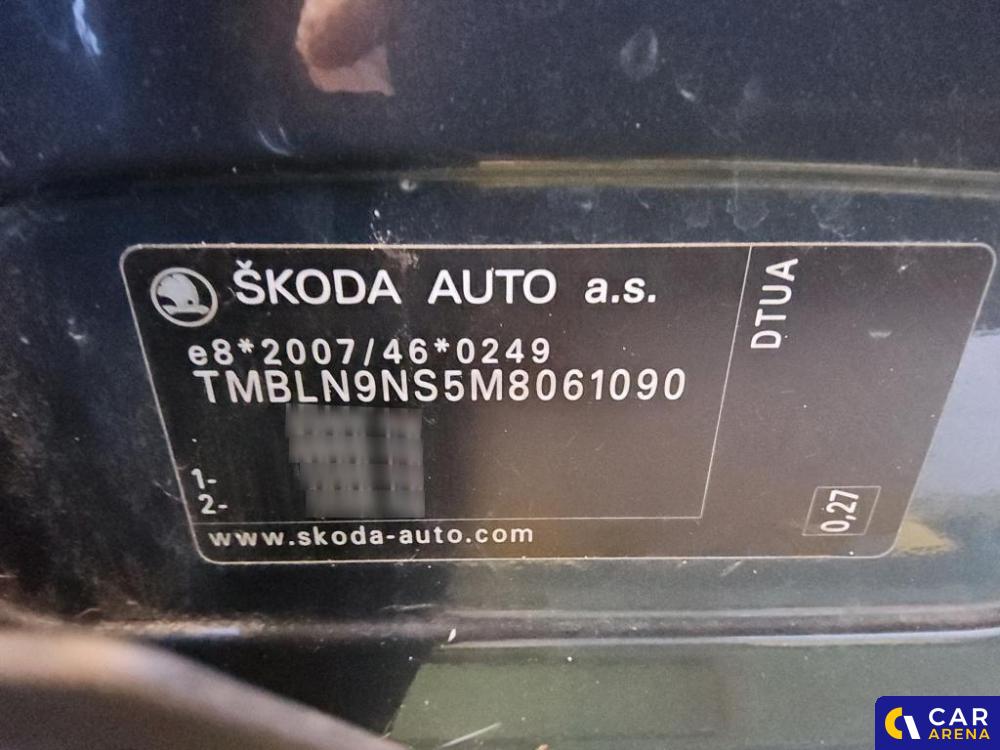 ŠKODA AUTO a.s.
e8*2007/46*0249
TMBLN9NS5M8061090
1-
2-
www.skoda-auto.com
DTUA
0,27
CAR
ARENA